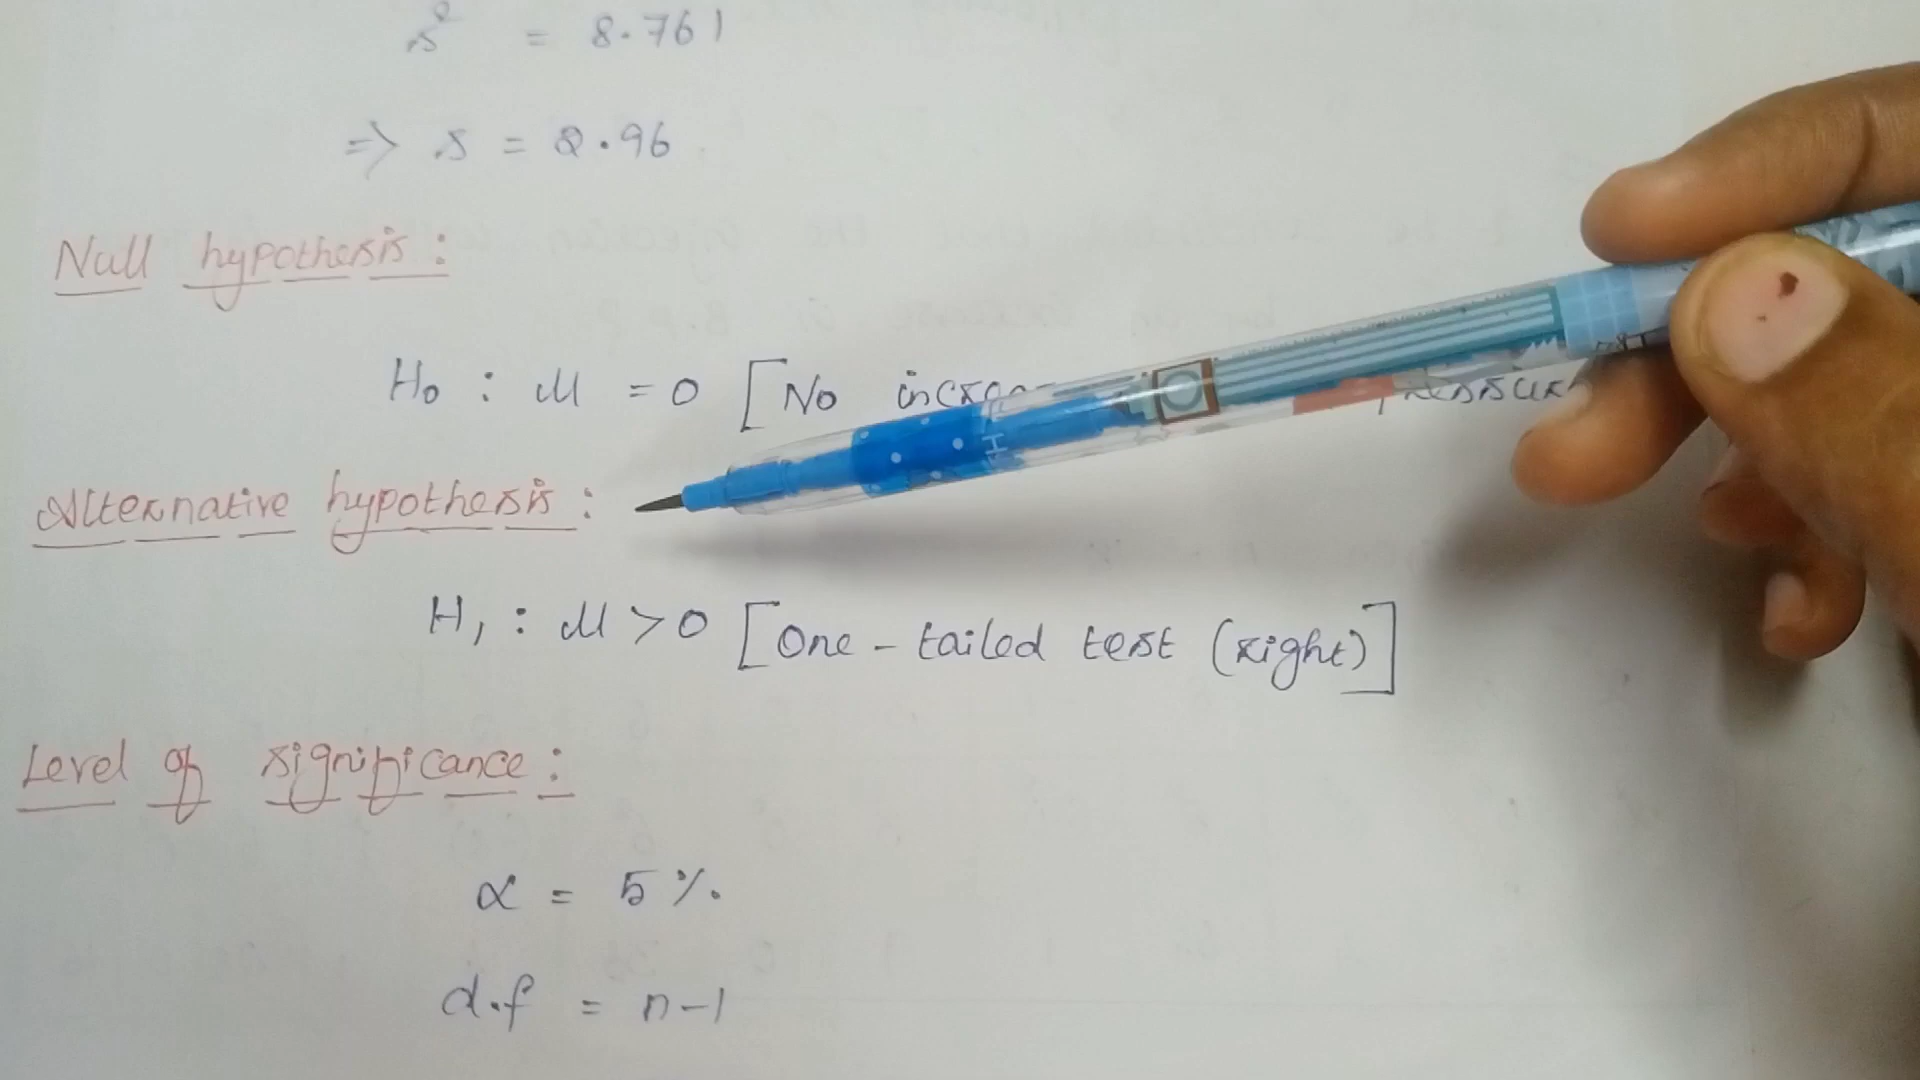 s² = 8.761
=> s = 2.96
Null hypothesis:
H₀ : μ = 0 [No
Alternative hypothesis:
H₁ : μ > 0 [One-tailed test (right)]
Level of significance:
α = 5 %.
d.f = n-1